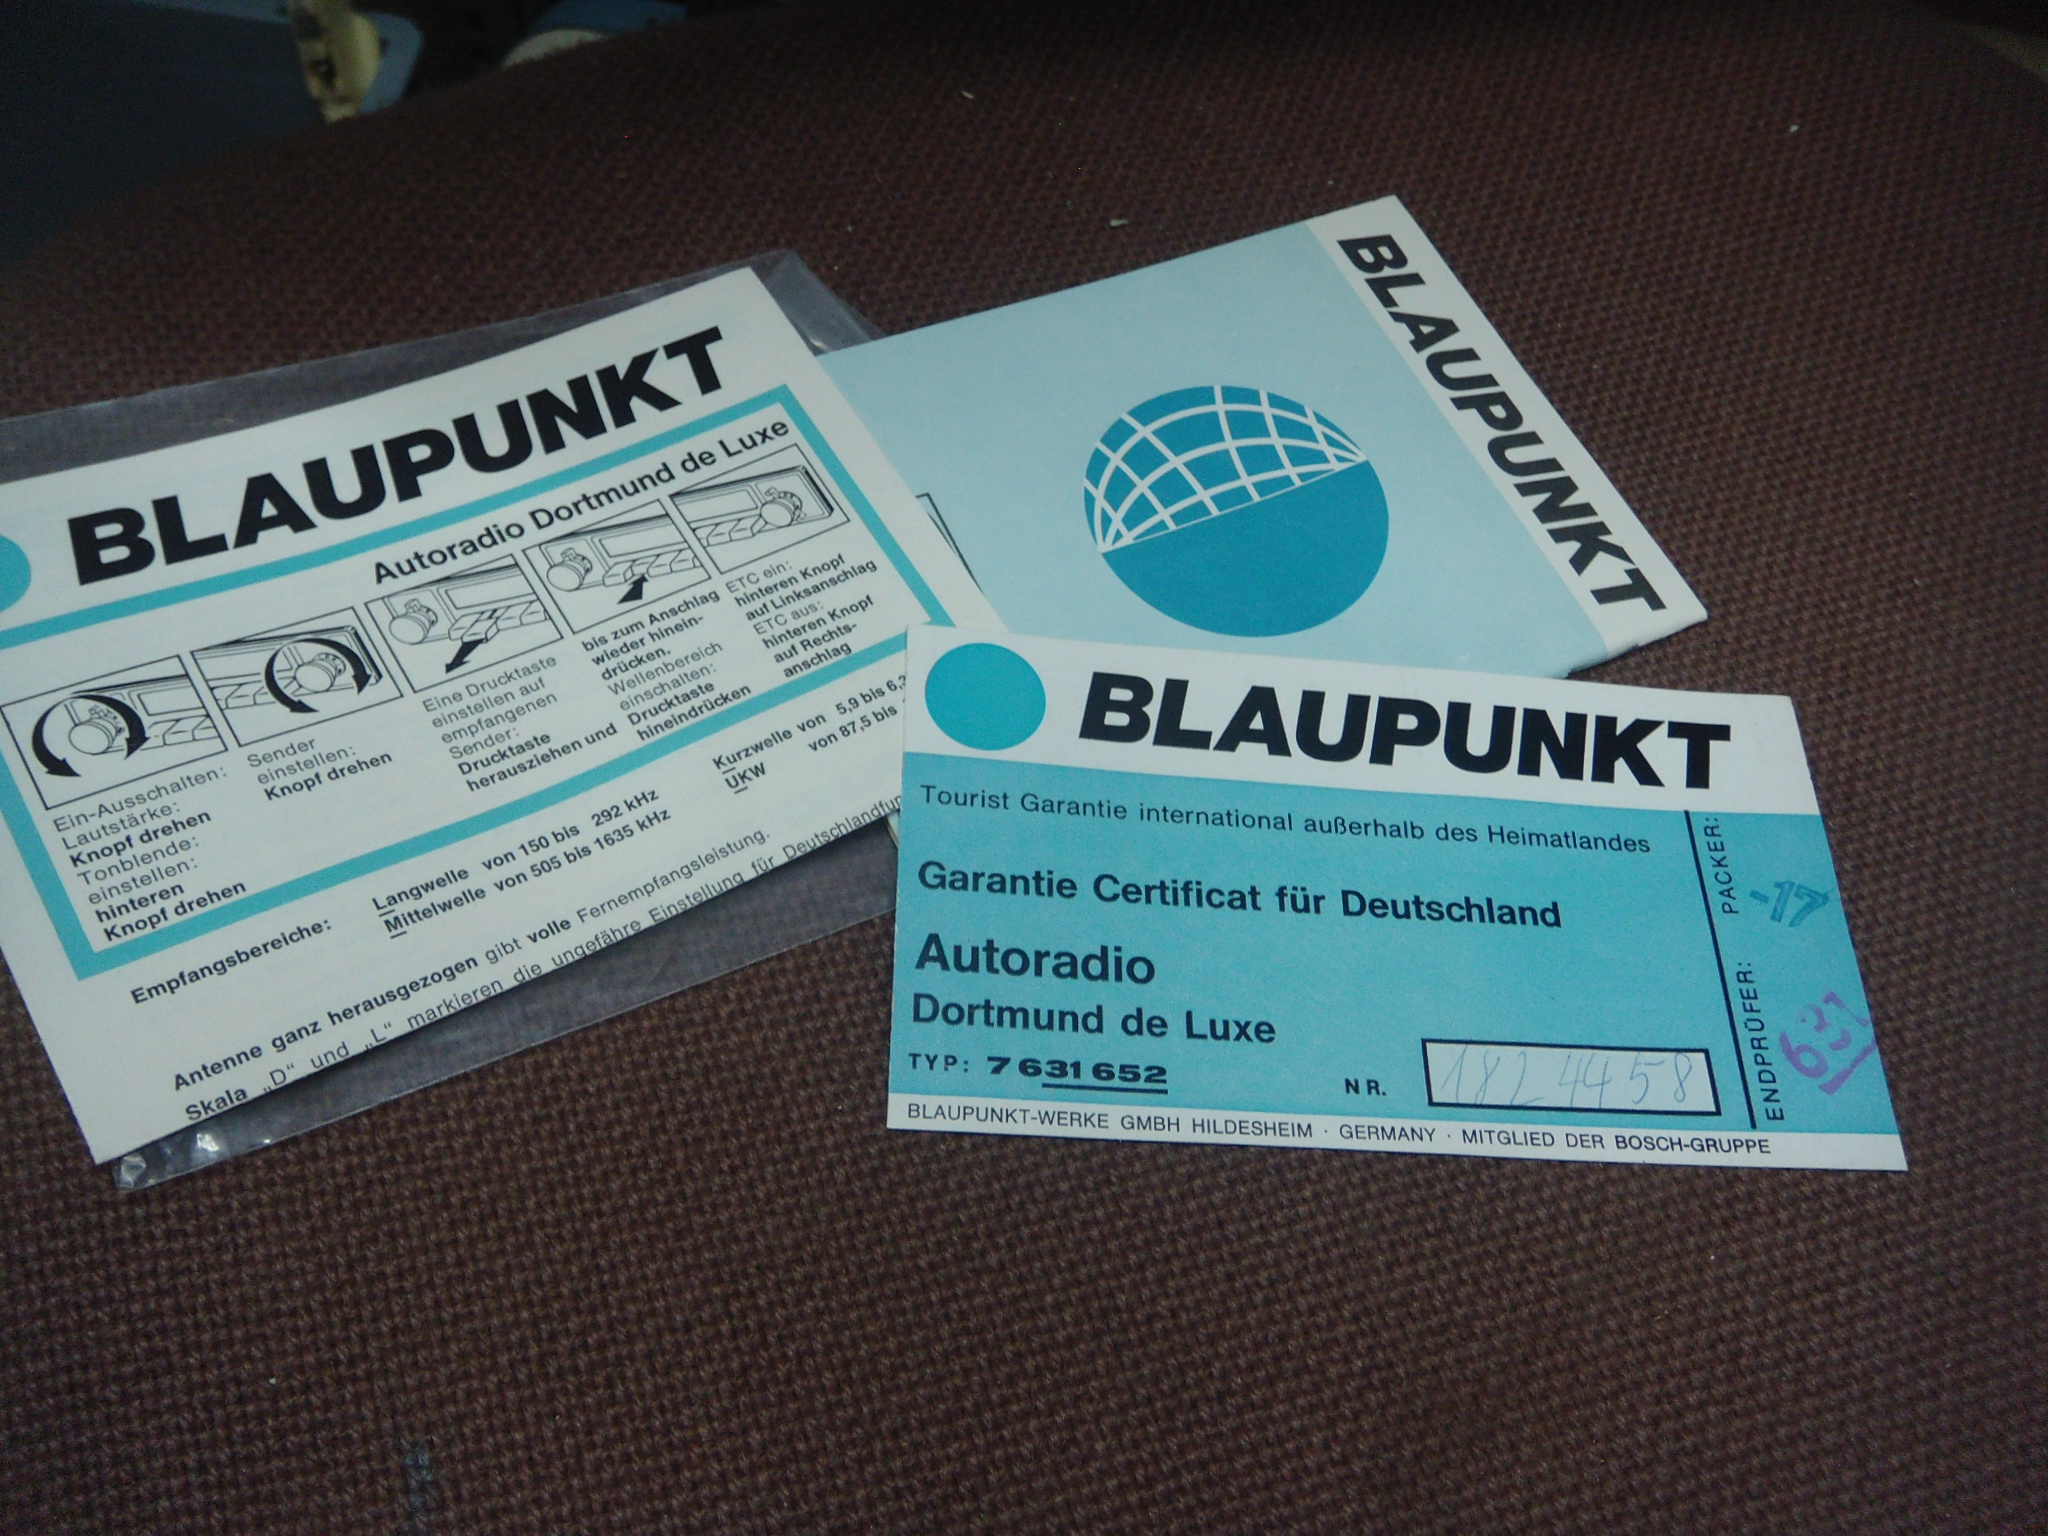 BLAUPUNKT
Autoradio Dortmund de Luxe
Ein-Ausschalten:
Lautstärke:
Knopf drehen
Tonblende:
einstellen:
hinteren
Knopf drehen
Sender
einstellen:
Knopf drehen
Eine Drucktaste
einstellen auf
empfangenen
Sender:
Drucktaste
herausziehen und
bis zum Anschlag
wieder hinein-
drücken.
Wellenbereich
einschalten:
Drucktaste
hineindrücken
ETC ein:
hinteren Knopf
auf Linksanschlag
ETC aus:
hinteren Knopf
auf Rechts-
anschlag
Empfangsbereiche:
Langwelle von 150 bis 292 kHz
Mittelwelle von 505 bis 1635 kHz
Kurzwelle von 5,9 bis
UKW von 87,5 bis
Antenne ganz herausgezogen gibt volle Fernempfangsleistung.
Skala „D“ und „L“ markieren die ungefähre Einstellung für
BLAUPUNKT
BLAUPUNKT
Tourist Garantie international außerhalb des Heimatlandes
Garantie Certificat für Deutschland
Autoradio
Dortmund de Luxe
TYP: 7 631 652
NR. 1824458
PACKER: -17
ENDPRÜFER: 631
BLAUPUNKT-WERKE GMBH HILDESHEIM · GERMANY · MITGLIED DER BOSCH-GRUPPE